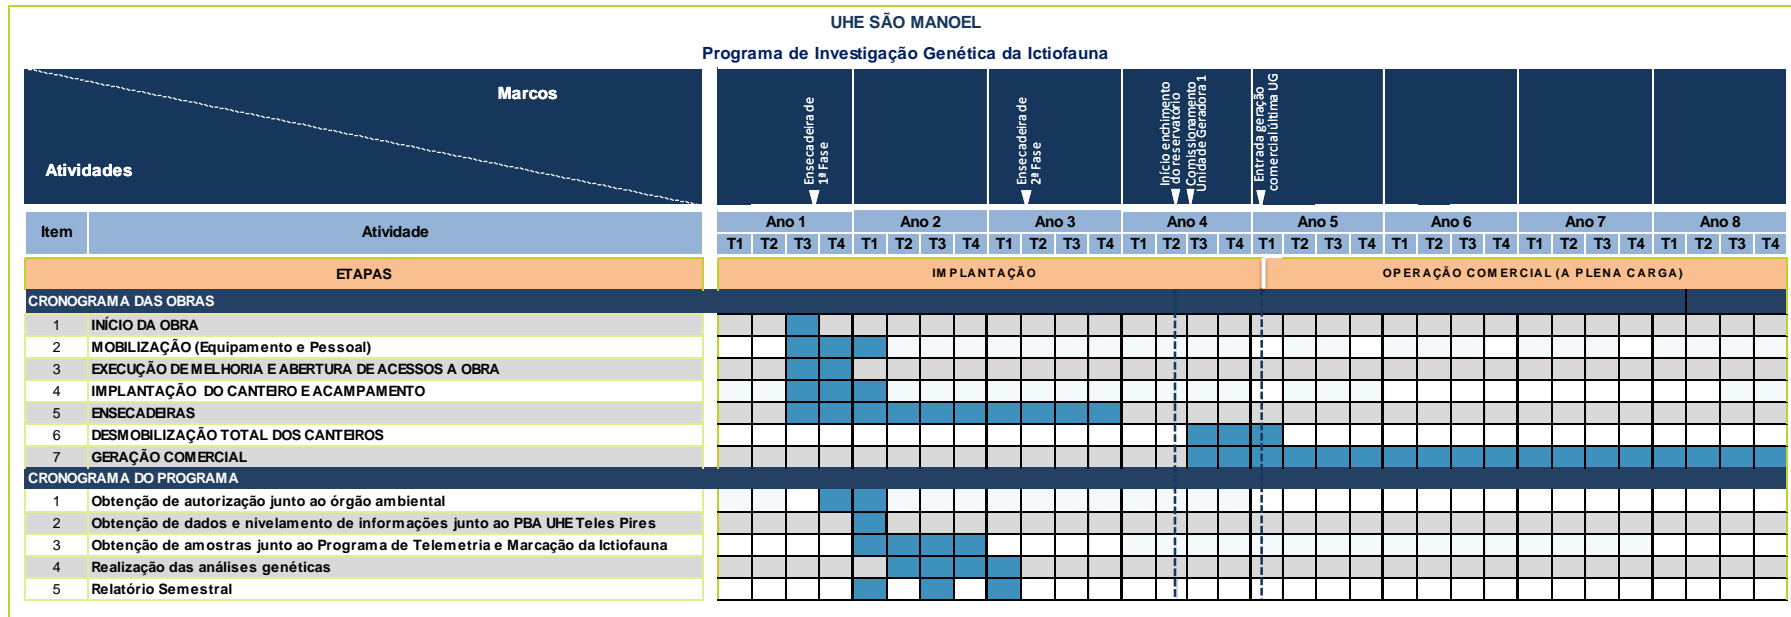 UHE SÃO MANOEL
Programa de Investigação Genética da Ictiofauna
Marcos
Atividades
Ensecadeira de
1ª Fase
Ensecadeira de
2ª Fase
Início enchimento
do reservatório
Comissionamento
Unidade Geradora 1
Entrada geração
comercial última UG
Item Atividade Ano 1 Ano 2 Ano 3 Ano 4 Ano 5 Ano 6 Ano 7 Ano 8
T1 T2 T3 T4 T1 T2 T3 T4 T1 T2 T3 T4 T1 T2 T3 T4 T1 T2 T3 T4 T1 T2 T3 T4 T1 T2 T3 T4 T1 T2 T3 T4
ETAPAS IMPLANTAÇÃO OPERAÇÃO COMERCIAL (A PLENA CARGA)
CRONOGRAMA DAS OBRAS
1 INÍCIO DA OBRA
2 MOBILIZAÇÃO (Equipamento e Pessoal)
3 EXECUÇÃO DE MELHORIA E ABERTURA DE ACESSOS A OBRA
4 IMPLANTAÇÃO DO CANTEIRO E ACAMPAMENTO
5 ENSECADEIRAS
6 DESMOBILIZAÇÃO TOTAL DOS CANTEIROS
7 GERAÇÃO COMERCIAL
CRONOGRAMA DO PROGRAMA
1 Obtenção de autorização junto ao órgão ambiental
2 Obtenção de dados e nivelamento de informações junto ao PBA UHE Teles Pires
3 Obtenção de amostras junto ao Programa de Telemetria e Marcação da Ictiofauna
4 Realização das análises genéticas
5 Relatório Semestral